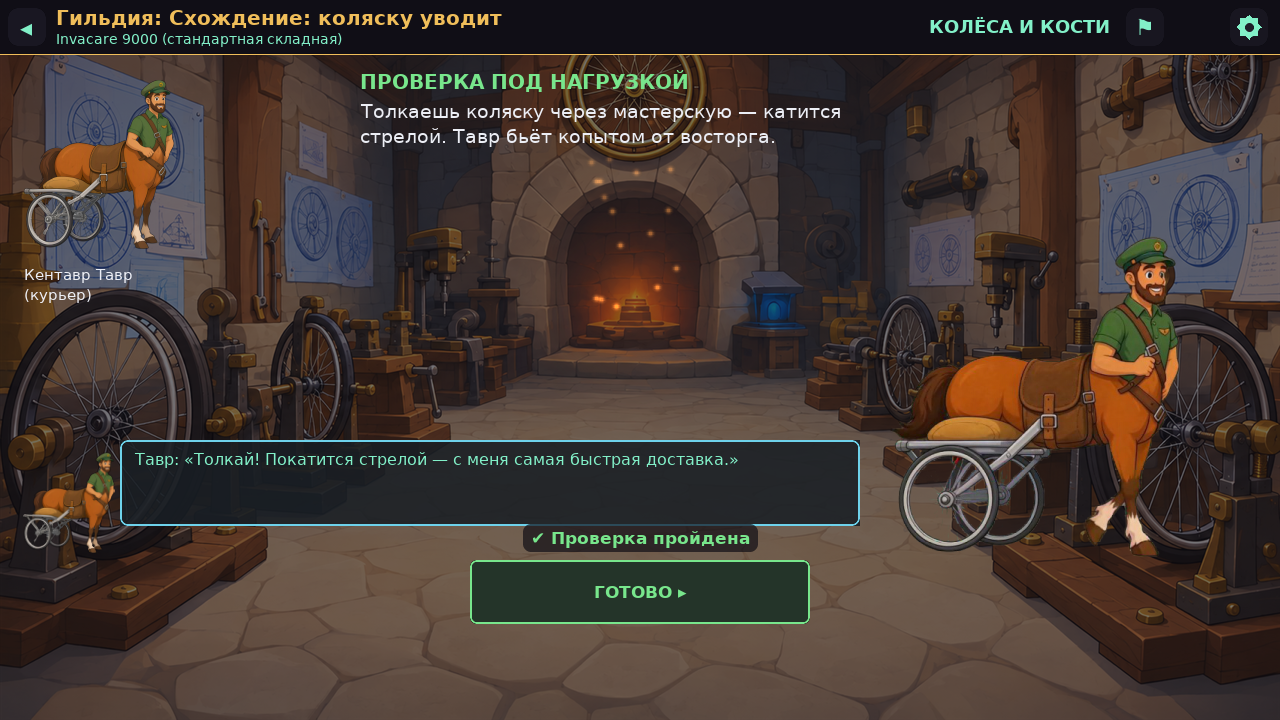 ◂
Гильдия: Схождение: коляску уводит
Invacare 9000 (стандартная складная)
КОЛЁСА И КОСТИ
ПРОВЕРКА ПОД НАГРУЗКОЙ
Толкаешь коляску через мастерскую — катится
стрелой. Тавр бьёт копытом от восторга.
Кентавр Тавр
(курьер)
Тавр: «Толкай! Покатится стрелой — с меня самая быстрая доставка.»
✔ Проверка пройдена
ГОТОВО ▸